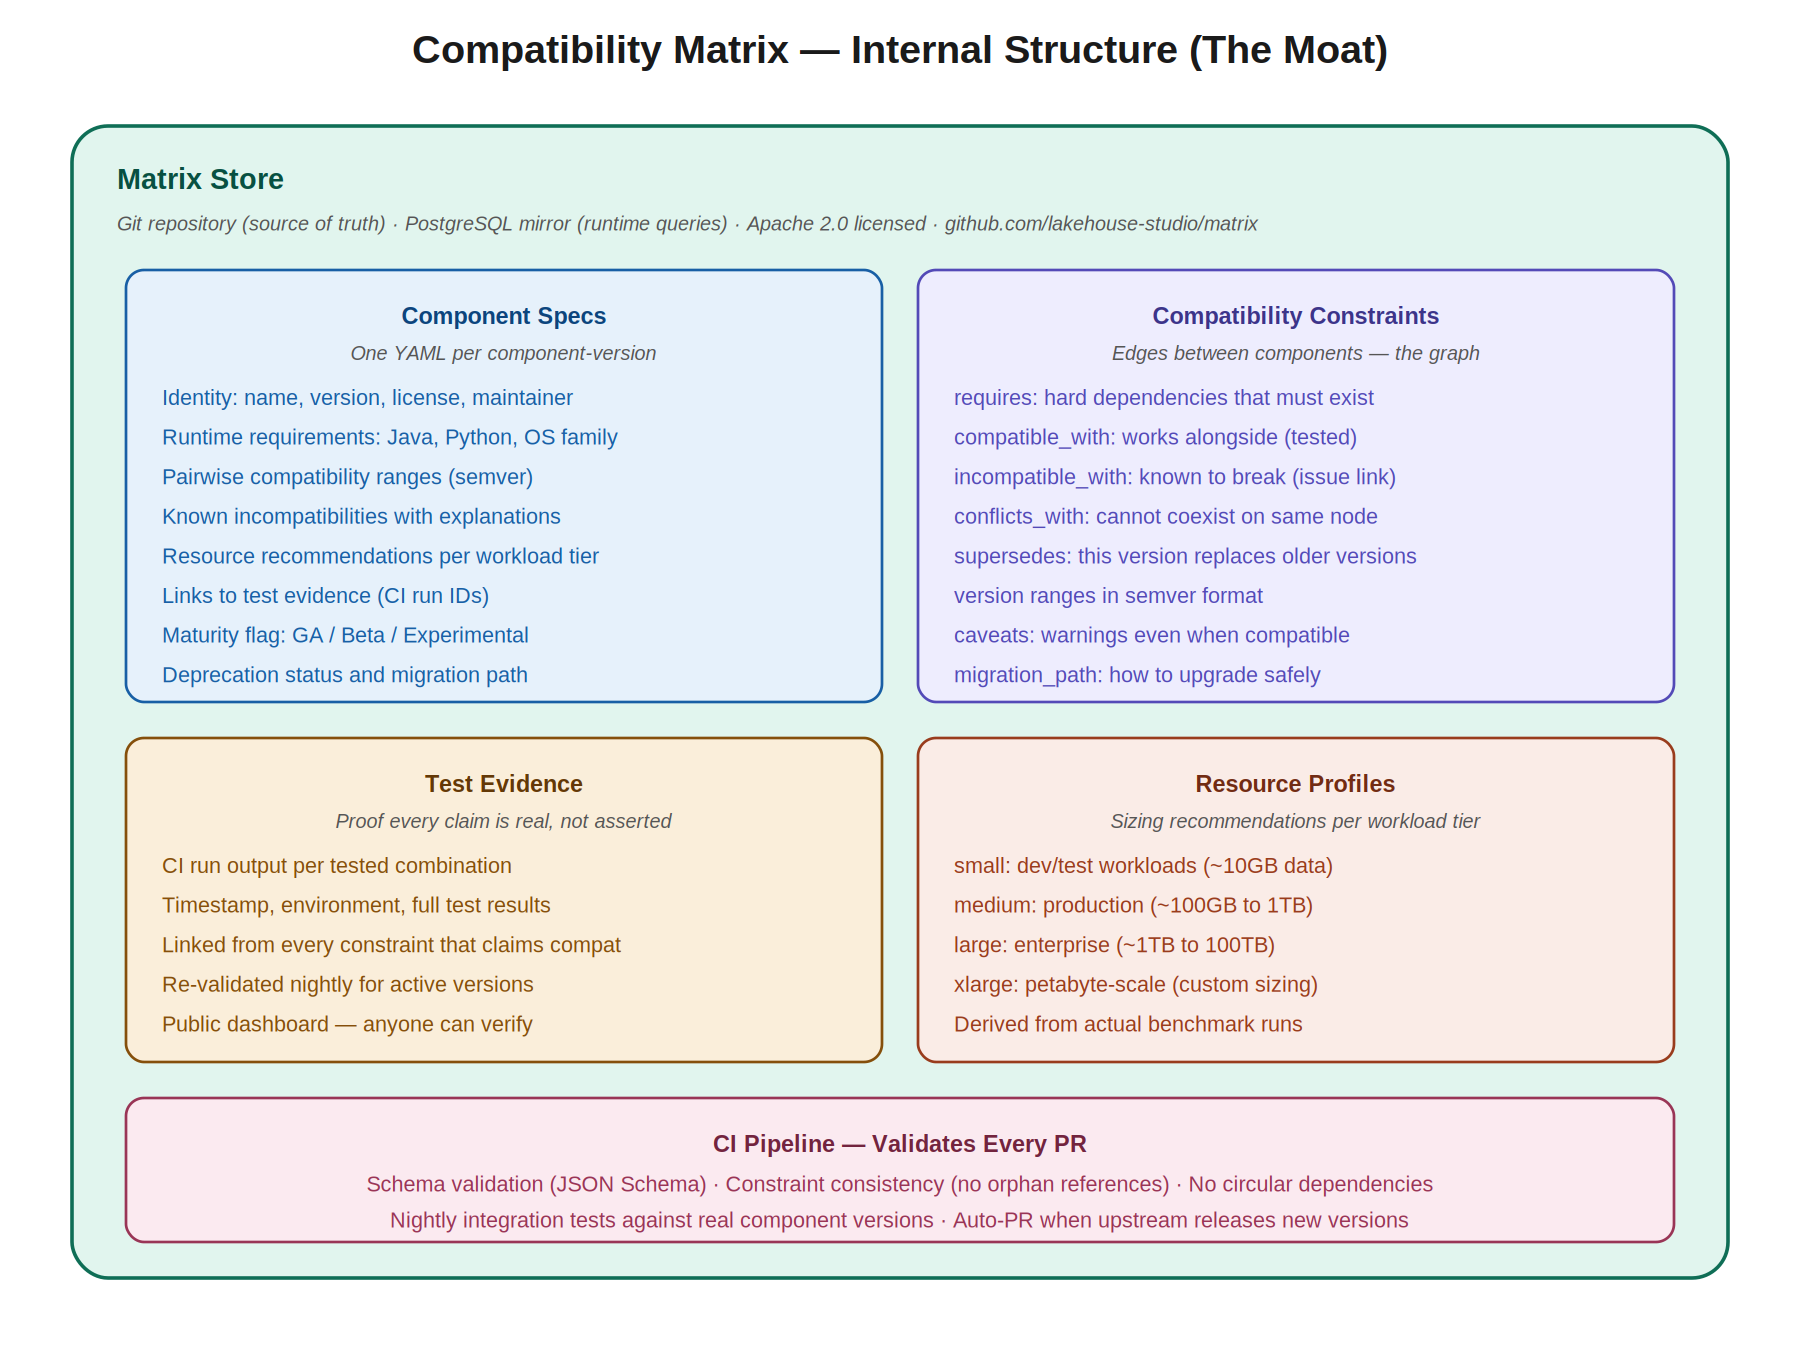 Compatibility Matrix — Internal Structure (The Moat)
Matrix Store
Git repository (source of truth) · PostgreSQL mirror (runtime queries) · Apache 2.0 licensed · github.com/lakehouse-studio/matrix
Component Specs
One YAML per component-version
Identity: name, version, license, maintainer
Runtime requirements: Java, Python, OS family
Pairwise compatibility ranges (semver)
Known incompatibilities with explanations
Resource recommendations per workload tier
Links to test evidence (CI run IDs)
Maturity flag: GA / Beta / Experimental
Deprecation status and migration path
Compatibility Constraints
Edges between components — the graph
requires: hard dependencies that must exist
compatible_with: works alongside (tested)
incompatible_with: known to break (issue link)
conflicts_with: cannot coexist on same node
supersedes: this version replaces older versions
version ranges in semver format
caveats: warnings even when compatible
migration_path: how to upgrade safely
Test Evidence
Proof every claim is real, not asserted
CI run output per tested combination
Timestamp, environment, full test results
Linked from every constraint that claims compat
Re-validated nightly for active versions
Public dashboard — anyone can verify
Resource Profiles
Sizing recommendations per workload tier
small: dev/test workloads (~10GB data)
medium: production (~100GB to 1TB)
large: enterprise (~1TB to 100TB)
xlarge: petabyte-scale (custom sizing)
Derived from actual benchmark runs
CI Pipeline — Validates Every PR
Schema validation (JSON Schema) · Constraint consistency (no orphan references) · No circular dependencies
Nightly integration tests against real component versions · Auto-PR when upstream releases new versions